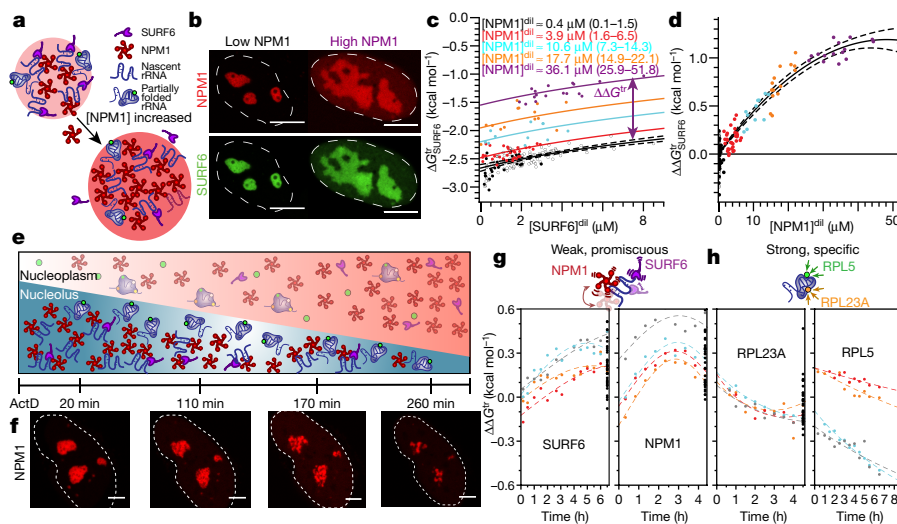 a
SURF6
NPM1
Nascent
rRNA
Partially
folded
rRNA
[NPM1] increased
b
Low NPM1
High NPM1
NPM1
SURF6
c
[NPM1]dil = 0.4 μM (0.1–1.5)
[NPM1]dil = 3.9 μM (1.6–6.5)
[NPM1]dil = 10.6 μM (7.3–14.3)
[NPM1]dil = 17.7 μM (14.9–22.1)
[NPM1]dil = 36.1 μM (25.9–51.8)
ΔΔGtr
ΔGtrSURF6 (kcal mol−1)
−1.0
−1.5
−2.0
−2.5
−3.0
0 2 4 6 8
[SURF6]dil (μM)
d
ΔΔGtrSURF6 (kcal mol−1)
1.2
0.8
0.4
0.0
0 10 30 50
[NPM1]dil (μM)
e
Nucleoplasm
Nucleolus
ActD 20 min 110 min 170 min 260 min
f
NPM1
g
Weak, promiscuous
NPM1
SURF6
h
Strong, specific
RPL5
RPL23A
ΔΔGtr (kcal mol−1)
0.6
0.3
0.0
−0.3
−0.6
SURF6
NPM1
RPL23A
RPL5
0 1 2 3 4 5 6
0 1 2 3 4
0 1 2 3 4
0 1 2 3 4 5 6 7 8
Time (h)
Time (h)
Time (h)
Time (h)